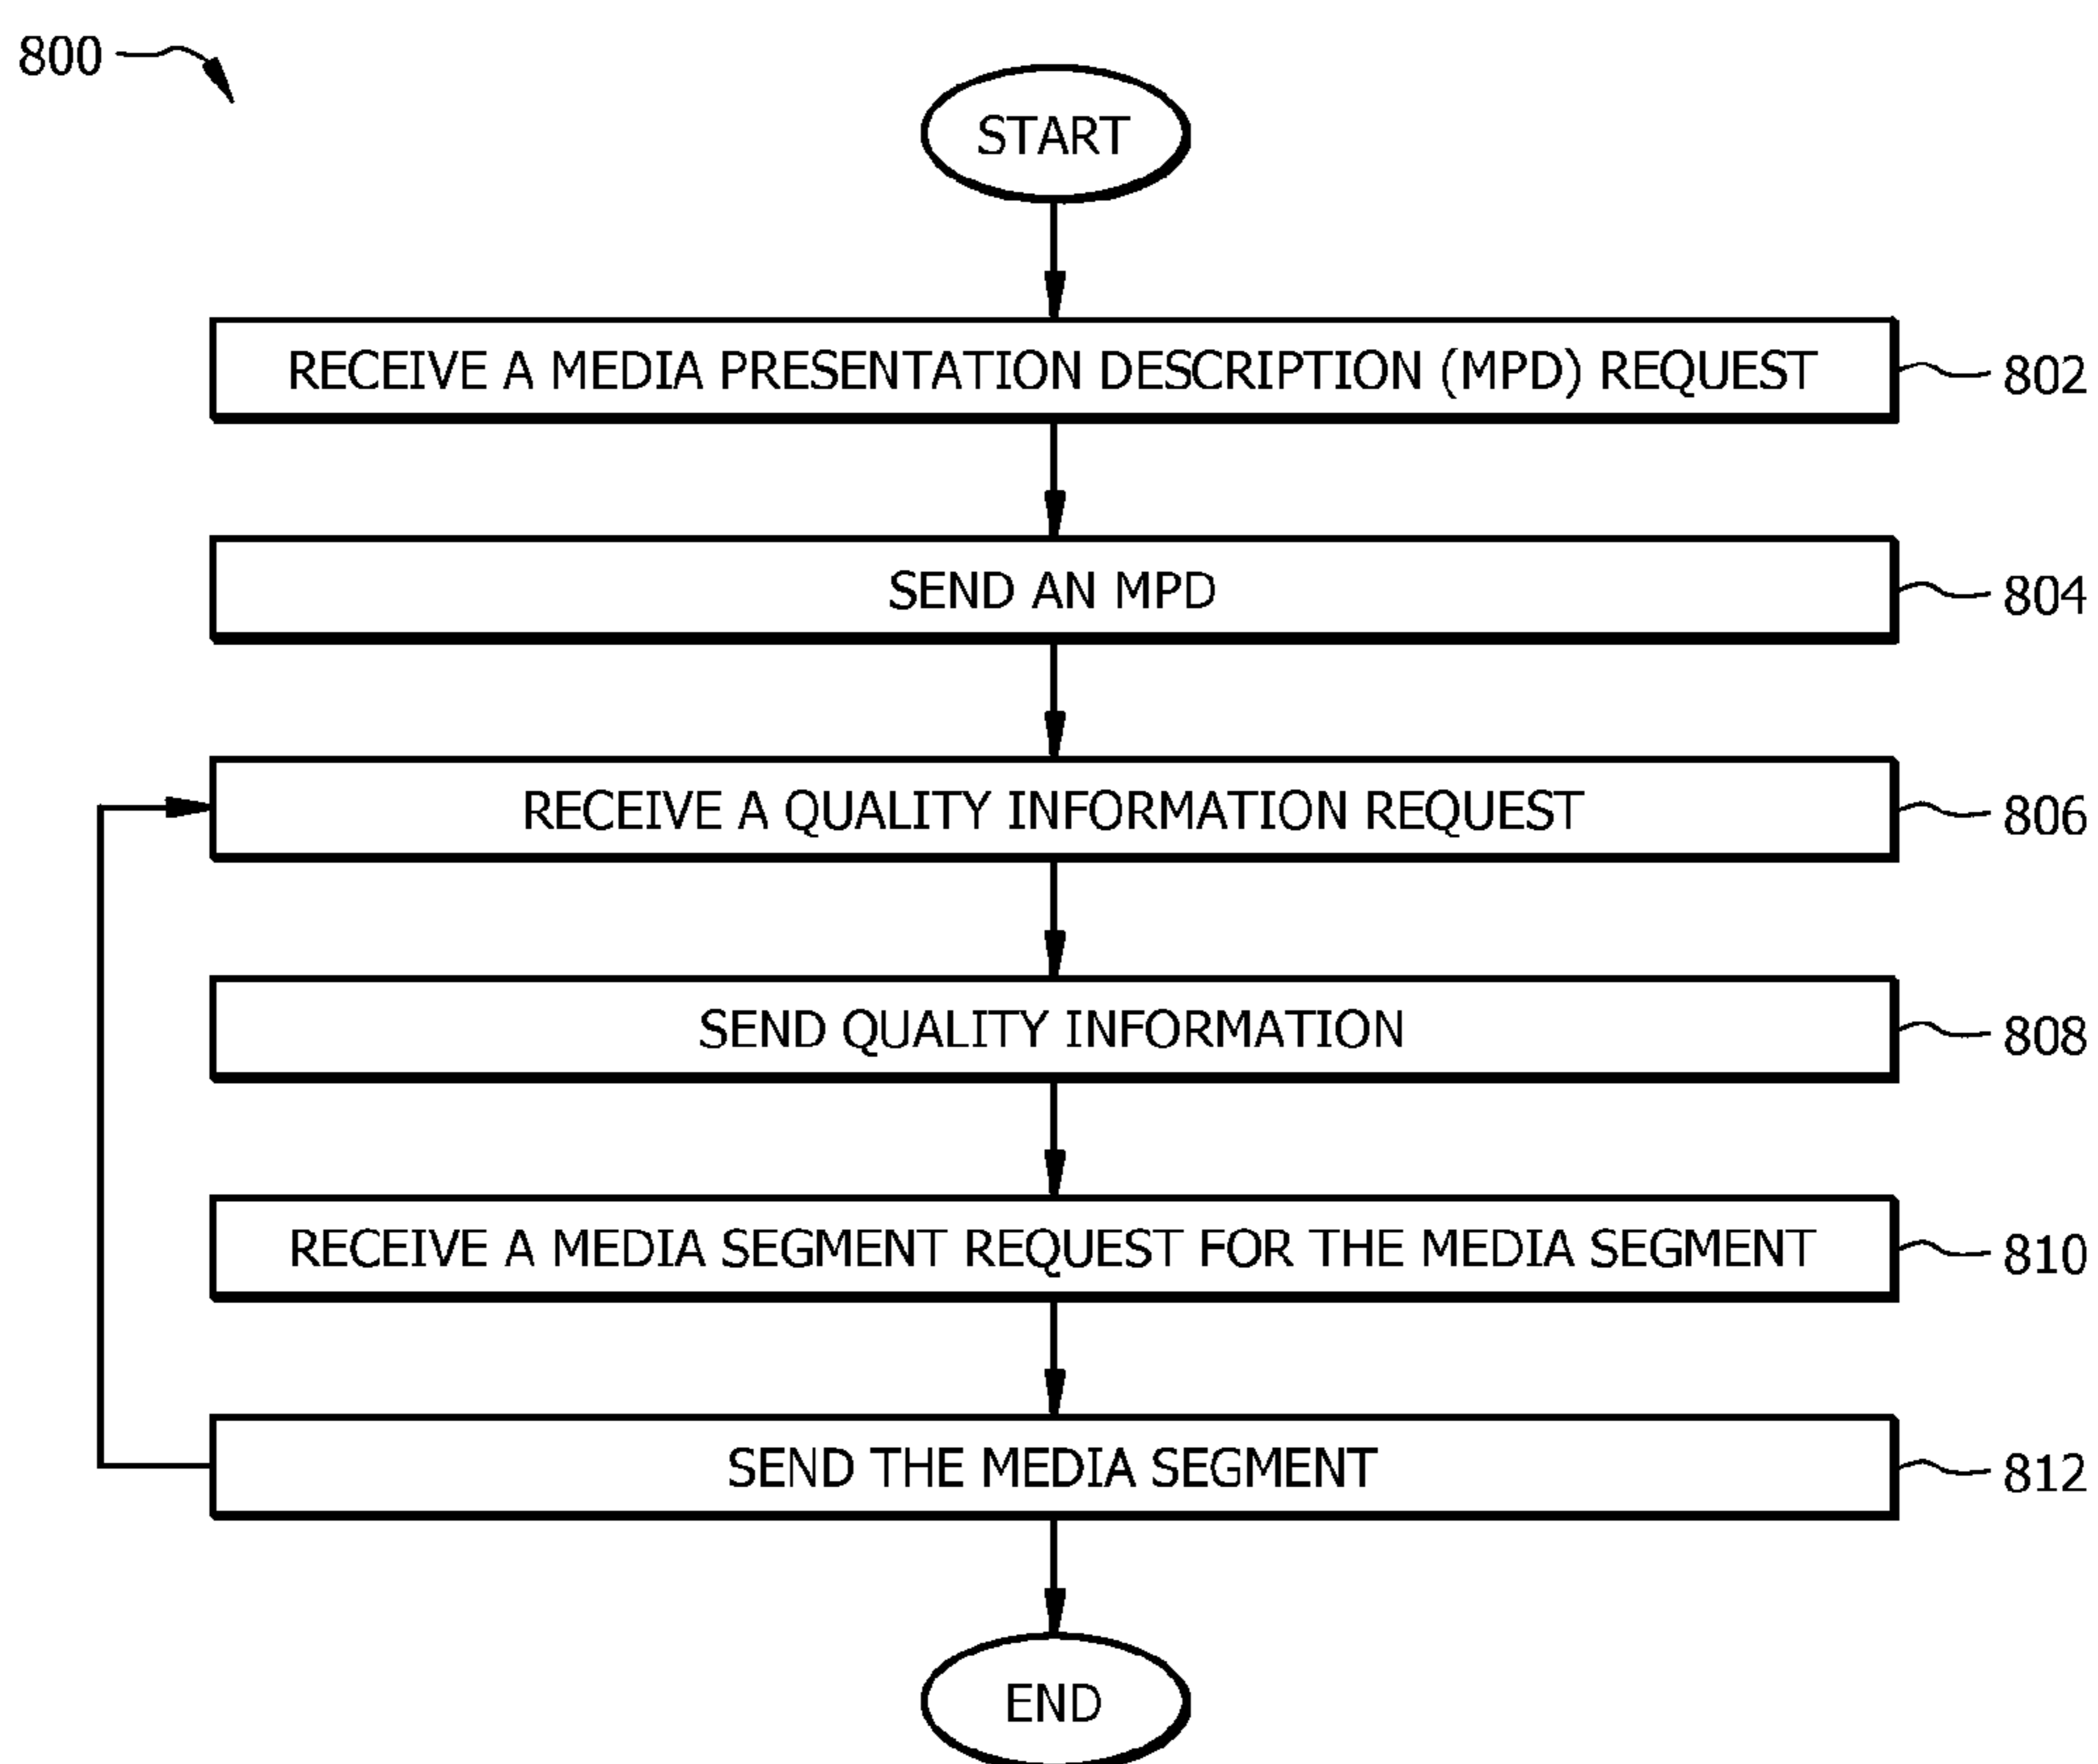 800
START
RECEIVE A MEDIA PRESENTATION DESCRIPTION (MPD) REQUEST
802
SEND AN MPD
804
RECEIVE A QUALITY INFORMATION REQUEST
806
SEND QUALITY INFORMATION
808
RECEIVE A MEDIA SEGMENT REQUEST FOR THE MEDIA SEGMENT
810
SEND THE MEDIA SEGMENT
812
END